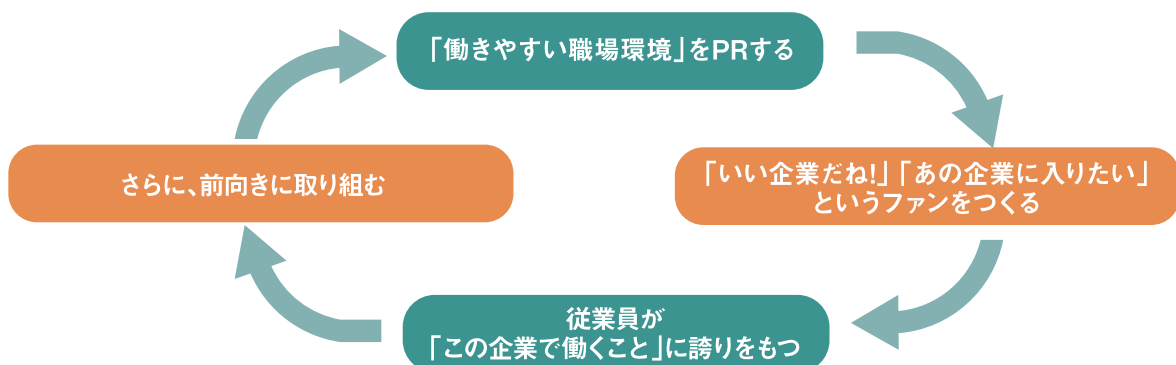 「働きやすい職場環境」をPRする
「いい企業だね!」「あの企業に入りたい」
というファンをつくる
従業員が
「この企業で働くこと」に誇りをもつ
さらに、前向きに取り組む